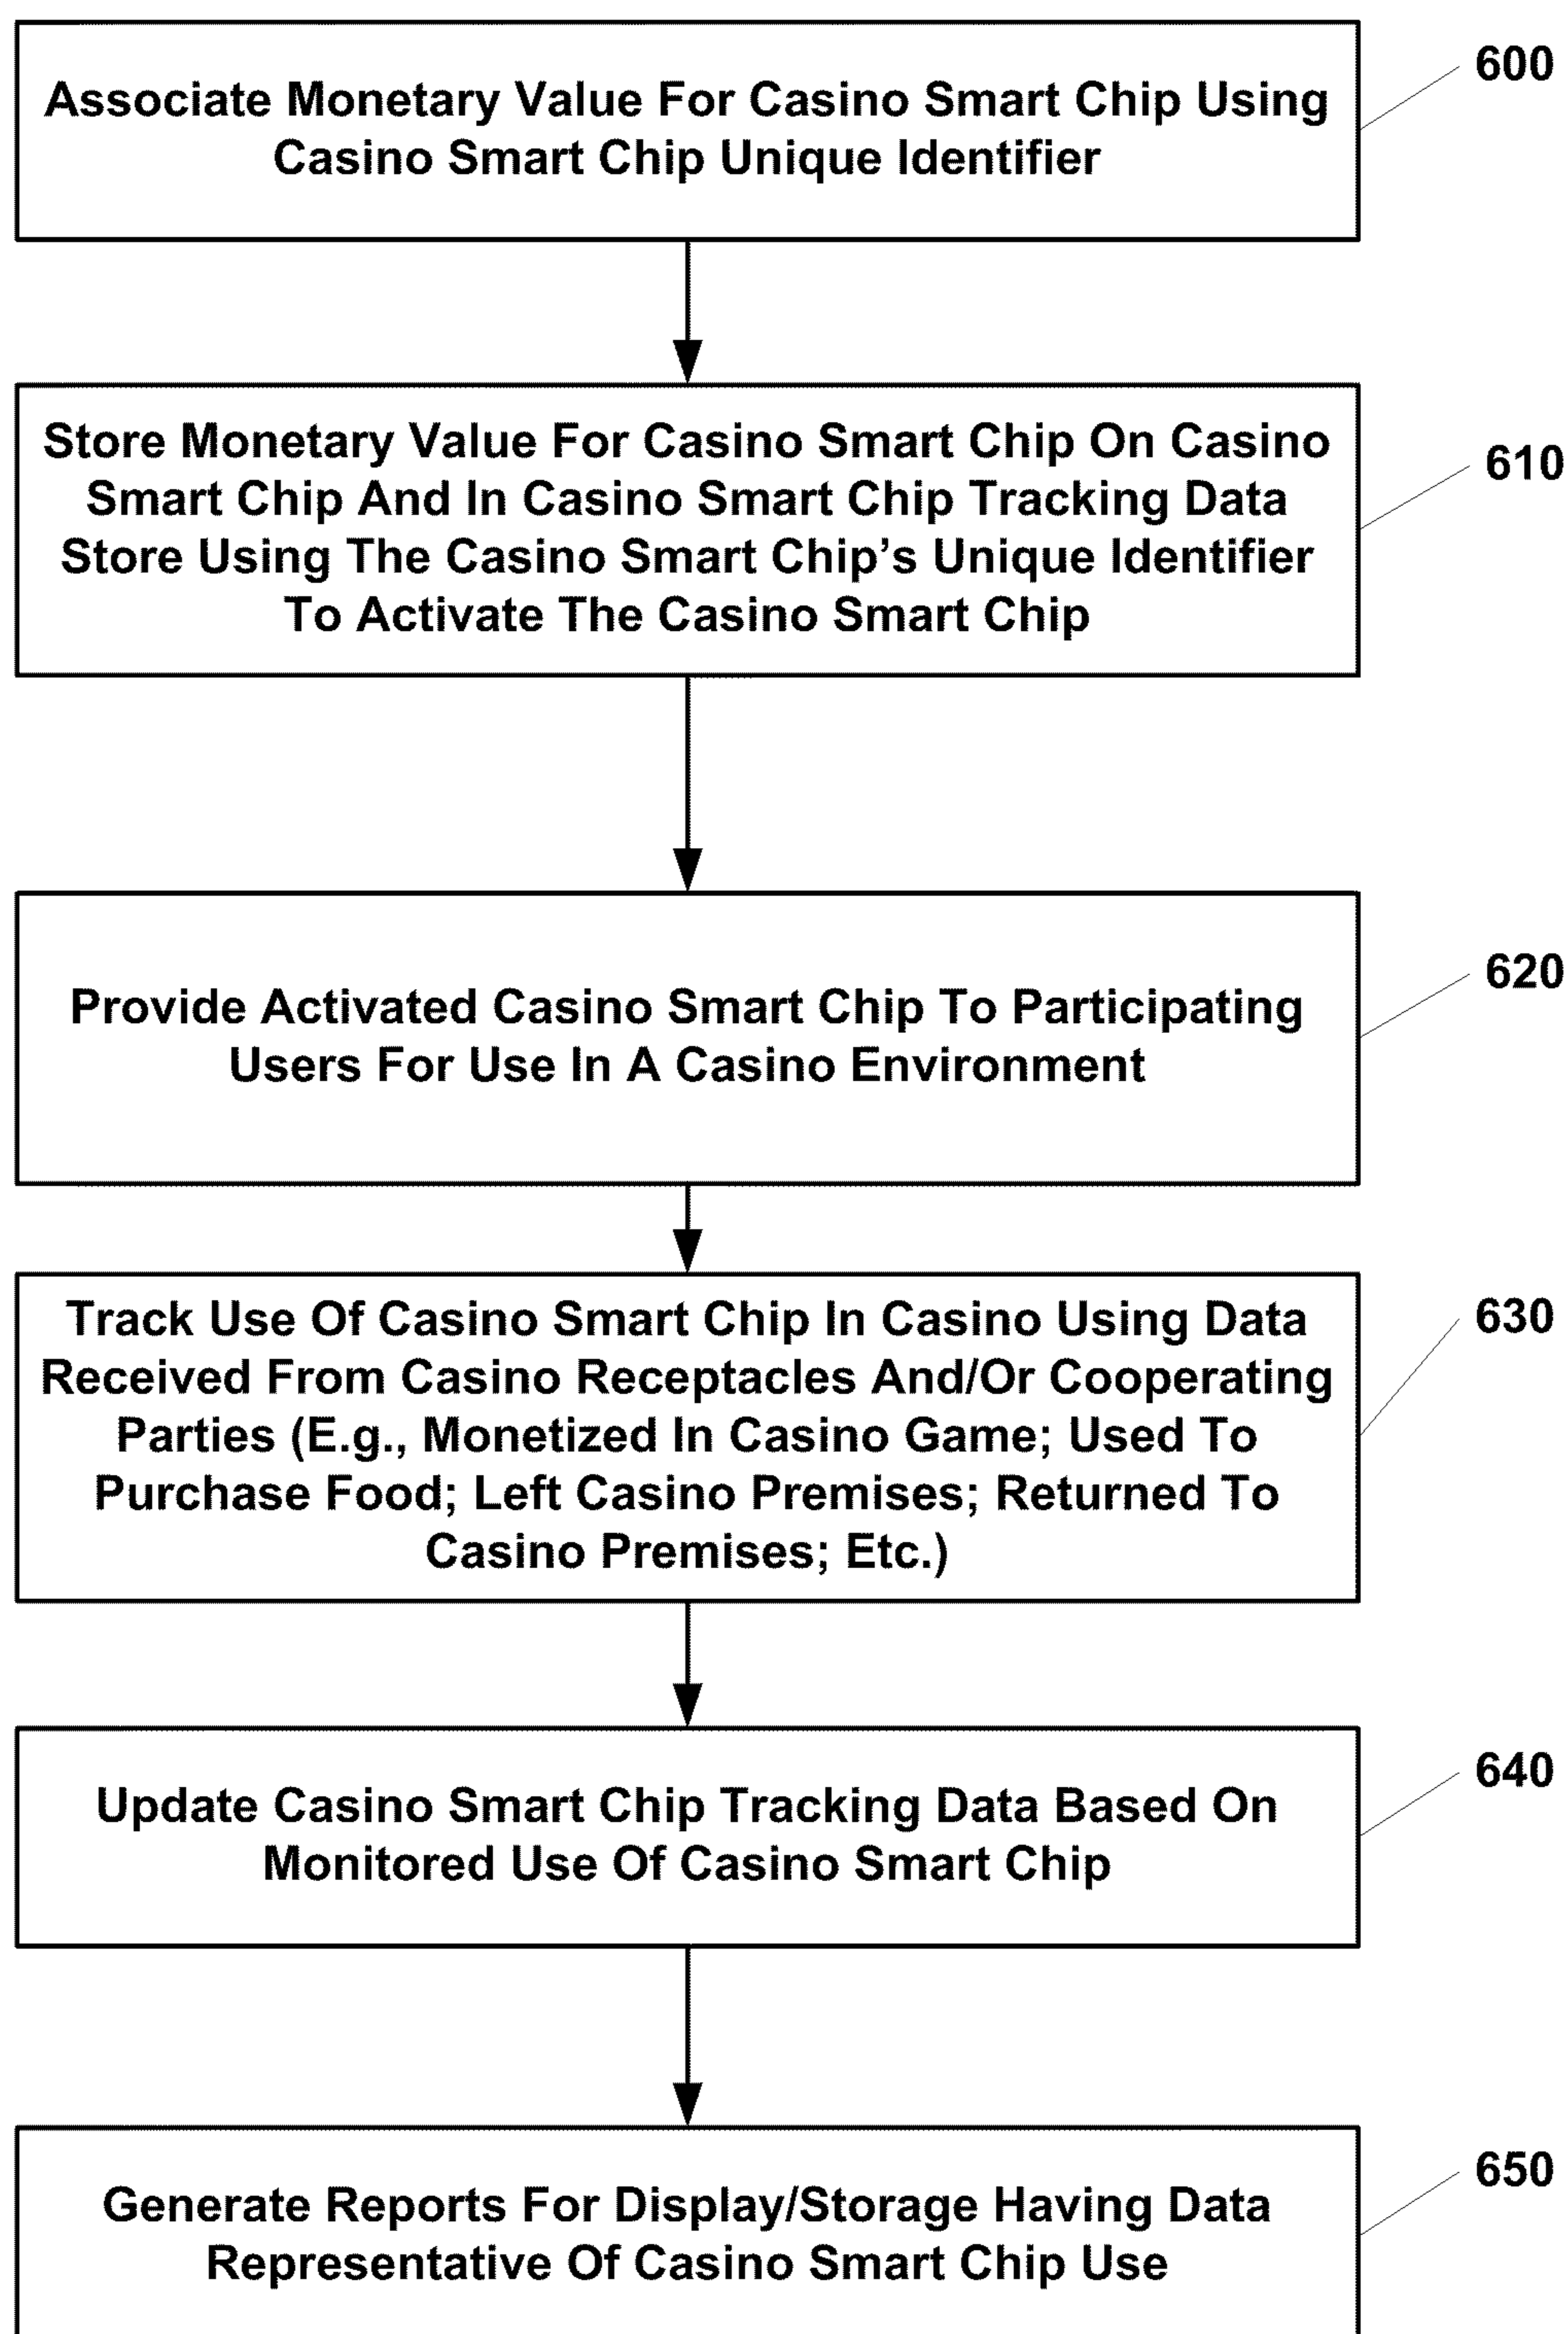 Associate Monetary Value For Casino Smart Chip Using
Casino Smart Chip Unique Identifier
600
Store Monetary Value For Casino Smart Chip On Casino
Smart Chip And In Casino Smart Chip Tracking Data
Store Using The Casino Smart Chip’s Unique Identifier
To Activate The Casino Smart Chip
610
Provide Activated Casino Smart Chip To Participating
Users For Use In A Casino Environment
620
Track Use Of Casino Smart Chip In Casino Using Data
Received From Casino Receptacles And/Or Cooperating
Parties (E.g., Monetized In Casino Game; Used To
Purchase Food; Left Casino Premises; Returned To
Casino Premises; Etc.)
630
Update Casino Smart Chip Tracking Data Based On
Monitored Use Of Casino Smart Chip
640
Generate Reports For Display/Storage Having Data
Representative Of Casino Smart Chip Use
650